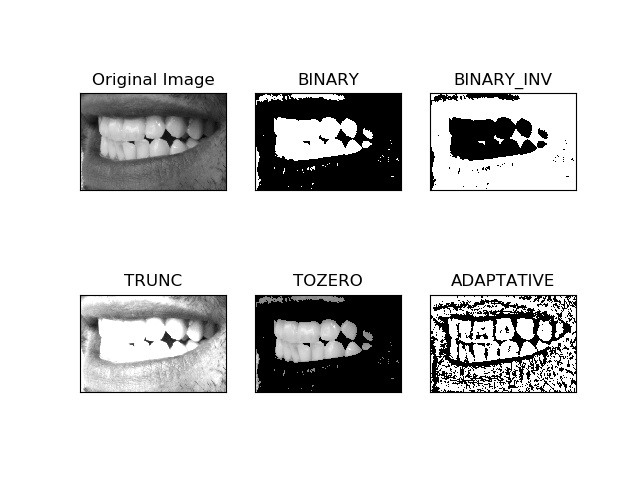 Original Image
BINARY
BINARY_INV
TRUNC
TOZERO
ADAPTATIVE